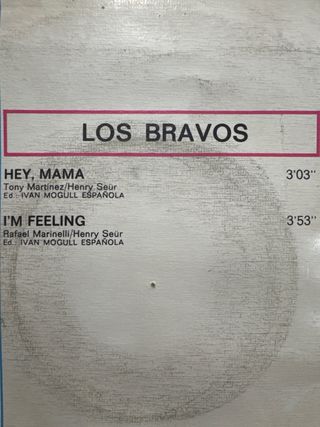 LOS BRAVOS
HEY, MAMA 3'03"
Tony Martinez/Henry Seür
Ed.: IVAN MOGULL ESPAÑOLA
I'M FEELING 3'53"
Rafael Marinelli/Henry Seür
Ed.: IVAN MOGULL ESPAÑOLA